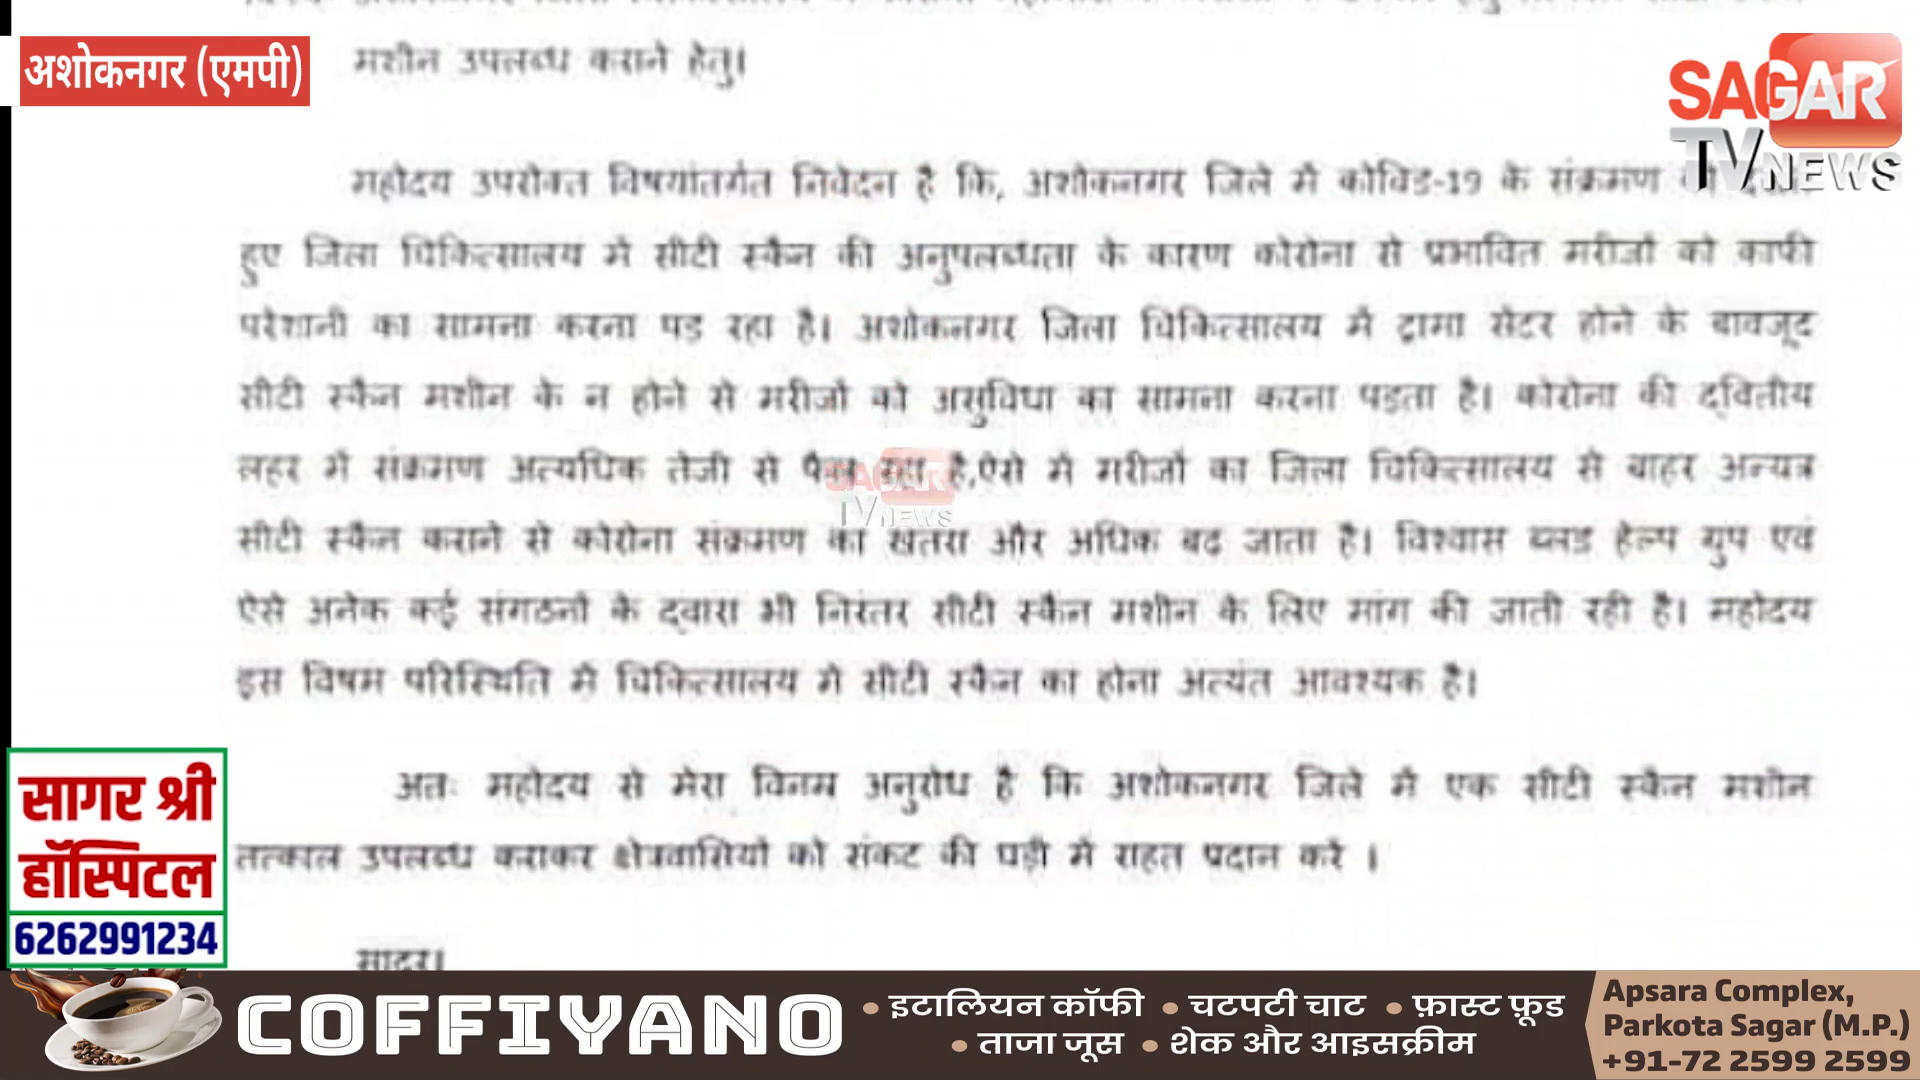 अशोकनगर (एमपी)
SAGAR
TV NEWS
मशीन उपलब्ध कराने हेतु।
महोदय उपरोक्त विषयांतर्गत निवेदन है कि, अशोकनगर जिले मे कोविड-19 के संक्रमण
हुए जिला चिकित्सालय मे सीटी स्कैन की अनुपलब्धता के कारण कोरोना से प्रभावित मरीजो को काफी
परेशानी का सामना करना पड रहा है। अशोकनगर जिला चिकित्सालय मे ट्रामा सेंटर होने के बावजूद
सीटी स्कैन मशीन के न होने से मरीजो को असुविधा का सामना करना पड़ता है। कोरोना की द्वितीय
लहर मे संक्रमण अत्यधिक तेजी से फैल रहा है,ऐसे मे मरीजो का जिला चिकित्सालय से बाहर अन्यत्र
SAGAR
TV NEWS
सीटी स्कैन कराने से कोरोना संक्रमण का खतरा और अधिक बढ जाता है। विश्वास ब्लड हेल्प ग्रुप एवं
ऐसे अनेक कई संगठनो के द्वारा भी निरंतर सीटी स्कैन मशीन के लिए मांग की जाती रही है। महोदय
इस विषम परिस्थिति मे चिकित्सालय मे सीटी स्कैन का होना अत्यंत आवश्यक है।
अतः महोदय से मेरा विनम्र अनुरोध है कि अशोकनगर जिले मे एक सीटी स्कैन मशीन
तत्काल उपलब्ध कराकर क्षेत्रवासियों को संकट की घड़ी मे राहत प्रदान करे ।
सादर।
सागर श्री
हॉस्पिटल
6262991234
COFFIYANO
• इटालियन कॉफी • चटपटी चाट • फ़ास्ट फ़ूड
• ताजा जूस • शेक और आइसक्रीम
Apsara Complex,
Parkota Sagar (M.P.)
+91-72 2599 2599